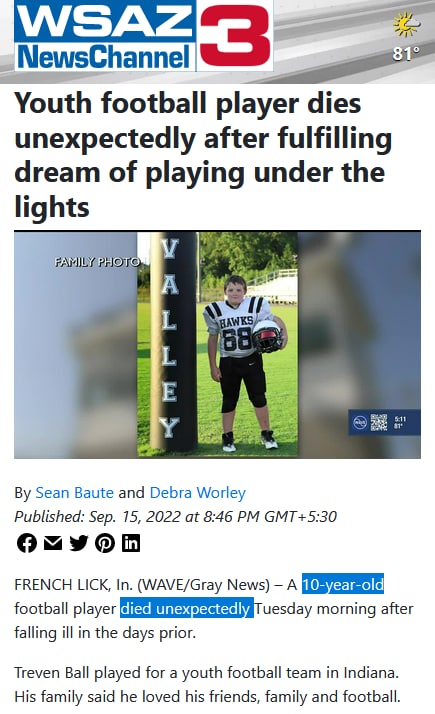 WSAZ
NewsChannel
3
81°
Youth football player dies
unexpectedly after fulfilling
dream of playing under the
lights
FAMILY PHOTO
VALLEY
HAWKS
68
5:11
81°
By Sean Baute and Debra Worley
Published: Sep. 15, 2022 at 8:46 PM GMT+5:30
FRENCH LICK, In. (WAVE/Gray News) – A 10-year-old
football player died unexpectedly Tuesday morning after
falling ill in the days prior.
Treven Ball played for a youth football team in Indiana.
His family said he loved his friends, family and football.